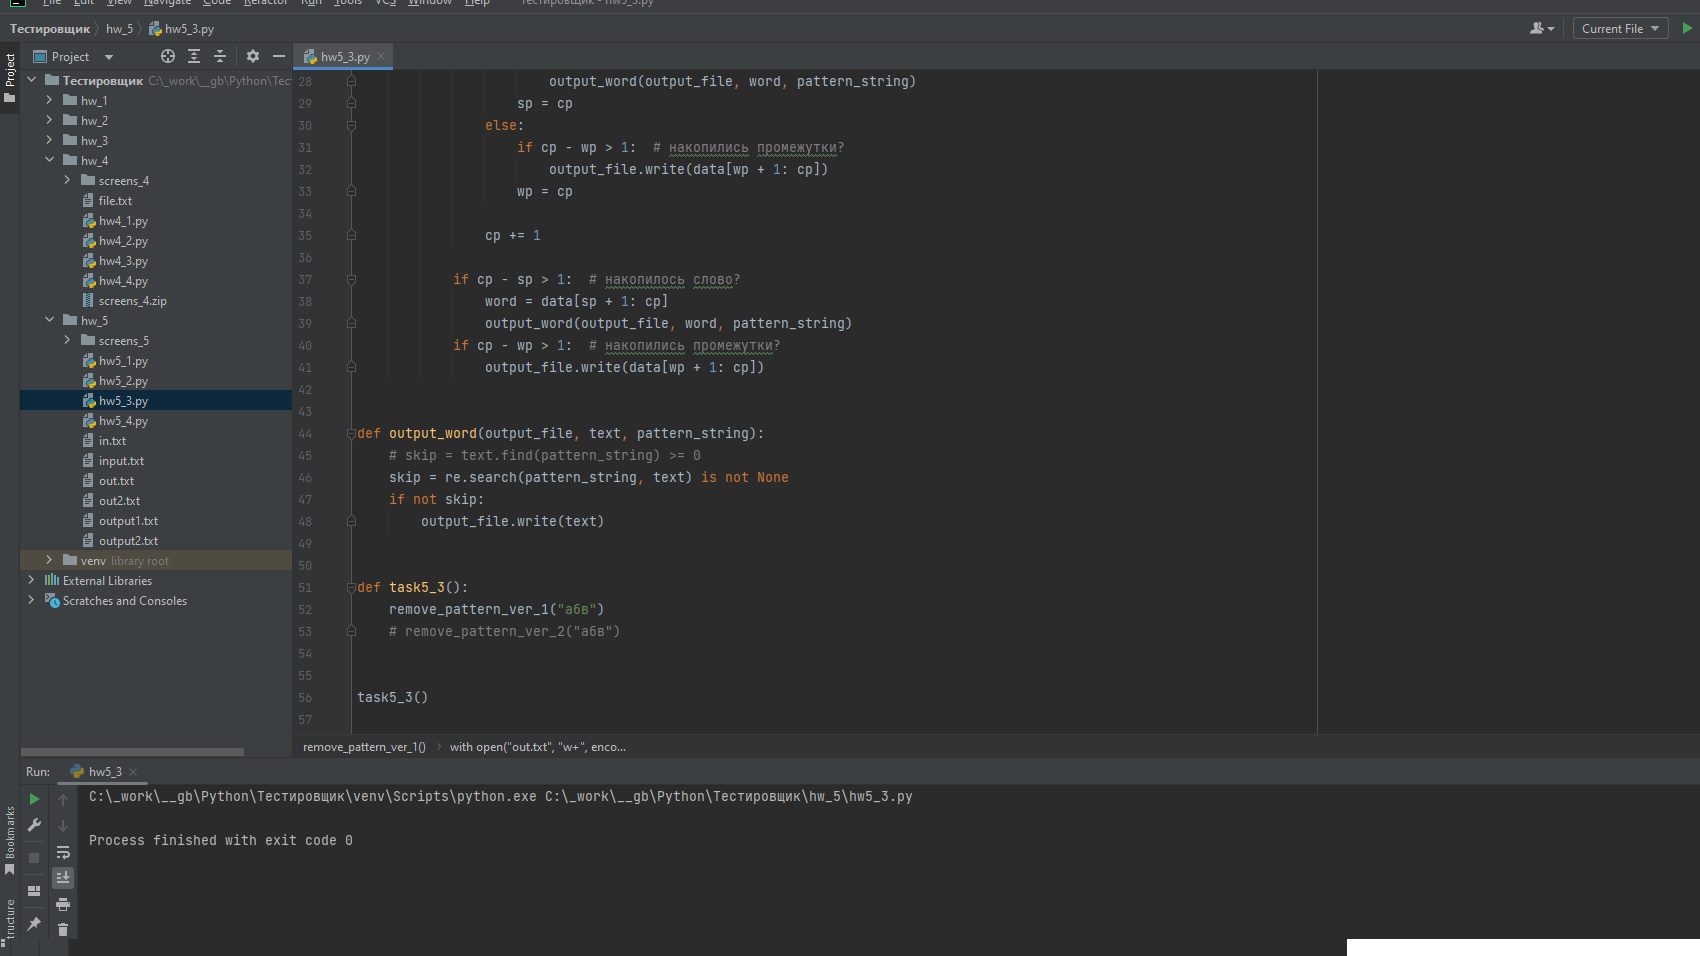 File Edit View Navigate Code Refactor Run Tools VCS Window Help Тестировщик - hw5_3.py
Тестировщик hw_5 hw5_3.py Current File
Project
Project
hw5_3.py
Тестировщик C:\_work\__gb\Python\Тес
hw_1
hw_2
hw_3
hw_4
screens_4
file.txt
hw4_1.py
hw4_2.py
hw4_3.py
hw4_4.py
screens_4.zip
hw_5
screens_5
hw5_1.py
hw5_2.py
hw5_3.py
hw5_4.py
in.txt
input.txt
out.txt
out2.txt
output1.txt
output2.txt
venv library root
External Libraries
Scratches and Consoles
28 output_word(output_file, word, pattern_string)
29 sp = cp
30 else:
31 if cp - wp > 1: # накопились промежутки?
32 output_file.write(data[wp + 1: cp])
33 wp = cp
34
35 cp += 1
36
37 if cp - sp > 1: # накопилось слово?
38 word = data[sp + 1: cp]
39 output_word(output_file, word, pattern_string)
40 if cp - wp > 1: # накопились промежутки?
41 output_file.write(data[wp + 1: cp])
42
43
44 def output_word(output_file, text, pattern_string):
45 # skip = text.find(pattern_string) >= 0
46 skip = re.search(pattern_string, text) is not None
47 if not skip:
48 output_file.write(text)
49
50
51 def task5_3():
52 remove_pattern_ver_1("абв")
53 # remove_pattern_ver_2("абв")
54
55
56 task5_3()
57
remove_pattern_ver_1() with open("out.txt", "w+", enco...
Run: hw5_3
C:\_work\__gb\Python\Тестировщик\venv\Scripts\python.exe C:\_work\__gb\Python\Тестировщик\hw_5\hw5_3.py
Process finished with exit code 0
Bookmarks
tructure